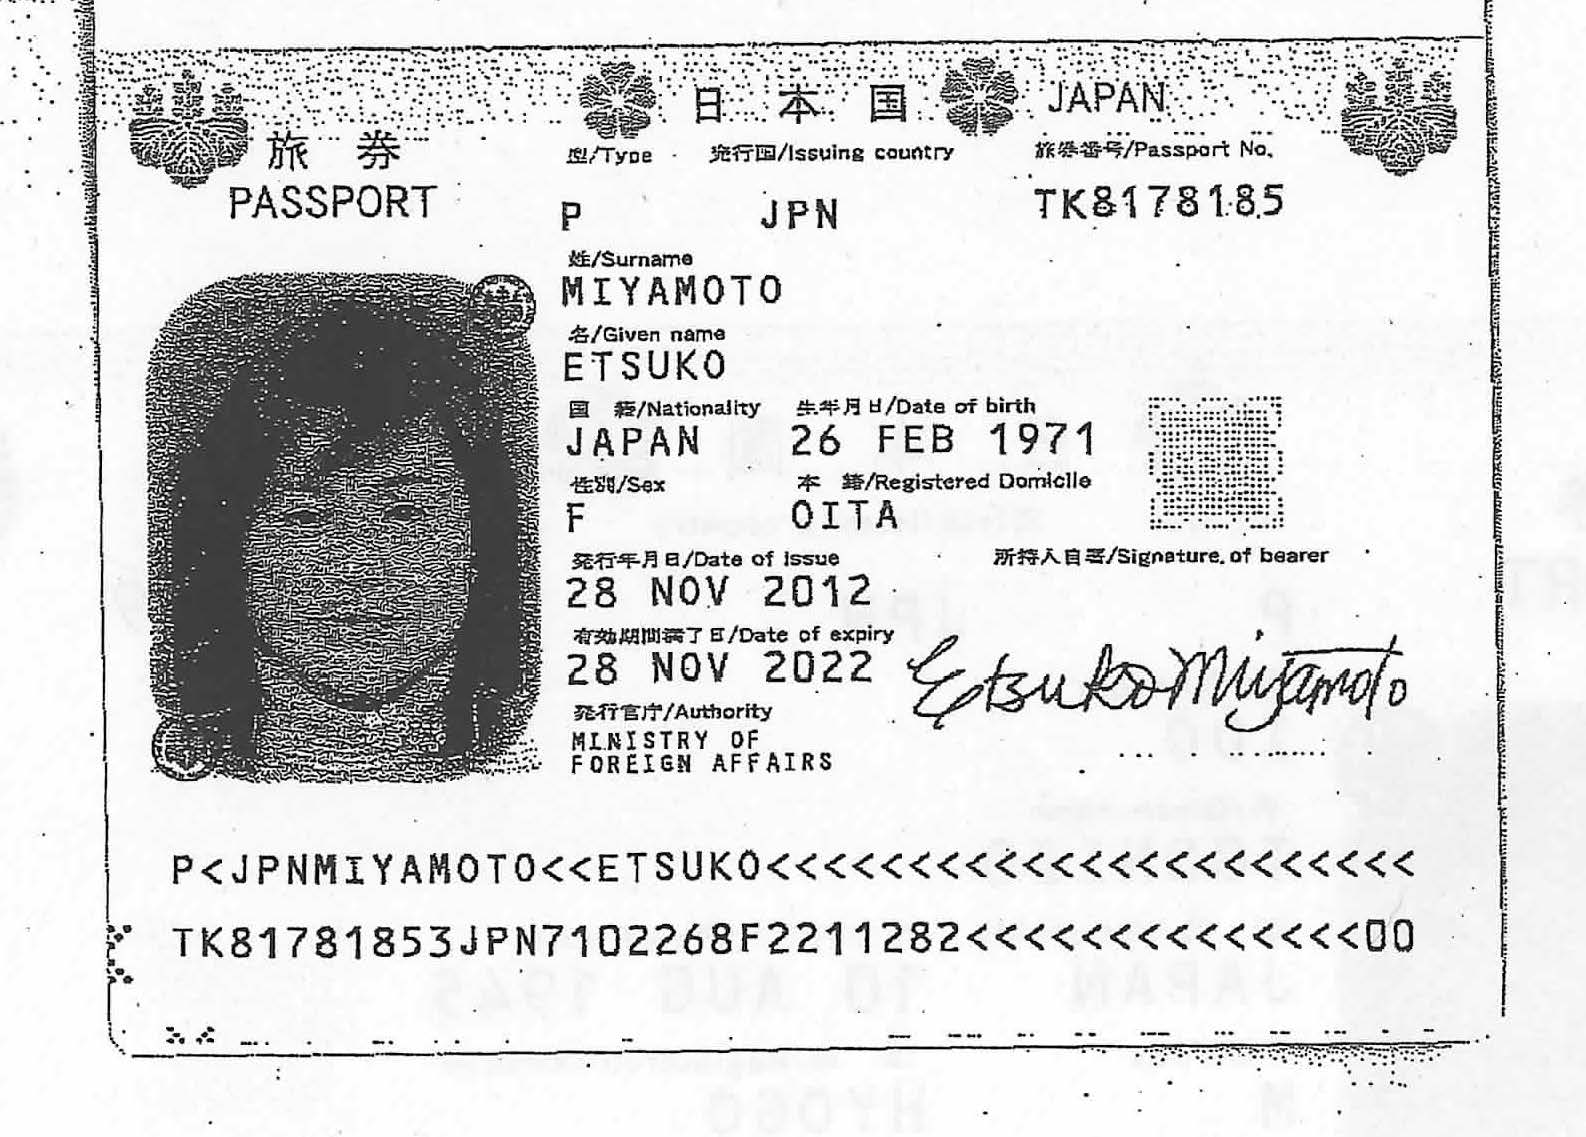 旅 券
PASSPORT
日 本 国 JAPAN
型/Type 発行国/Issuing country 旅券番号/Passport No.
P JPN TK8178185
姓/Surname
MIYAMOTO
名/Given name
ETSUKO
国 籍/Nationality 生年月日/Date of birth
JAPAN 26 FEB 1971
性別/Sex 本 籍/Registered Domicile
F OITA
発行年月日/Date of issue 所持人自署/Signature of bearer
28 NOV 2012
有効期間満了日/Date of expiry
28 NOV 2022
Etsuko Miyamoto
発行官庁/Authority
MINISTRY OF
FOREIGN AFFAIRS
P<JPNMIYAMOTO<<ETSUKO<<<<<<<<<<<<<<<<<<<<<<<
TK81781853JPN7102268F2211282<<<<<<<<<<<<<<00
JAPAN 10 AUG 1945
M HYOGO